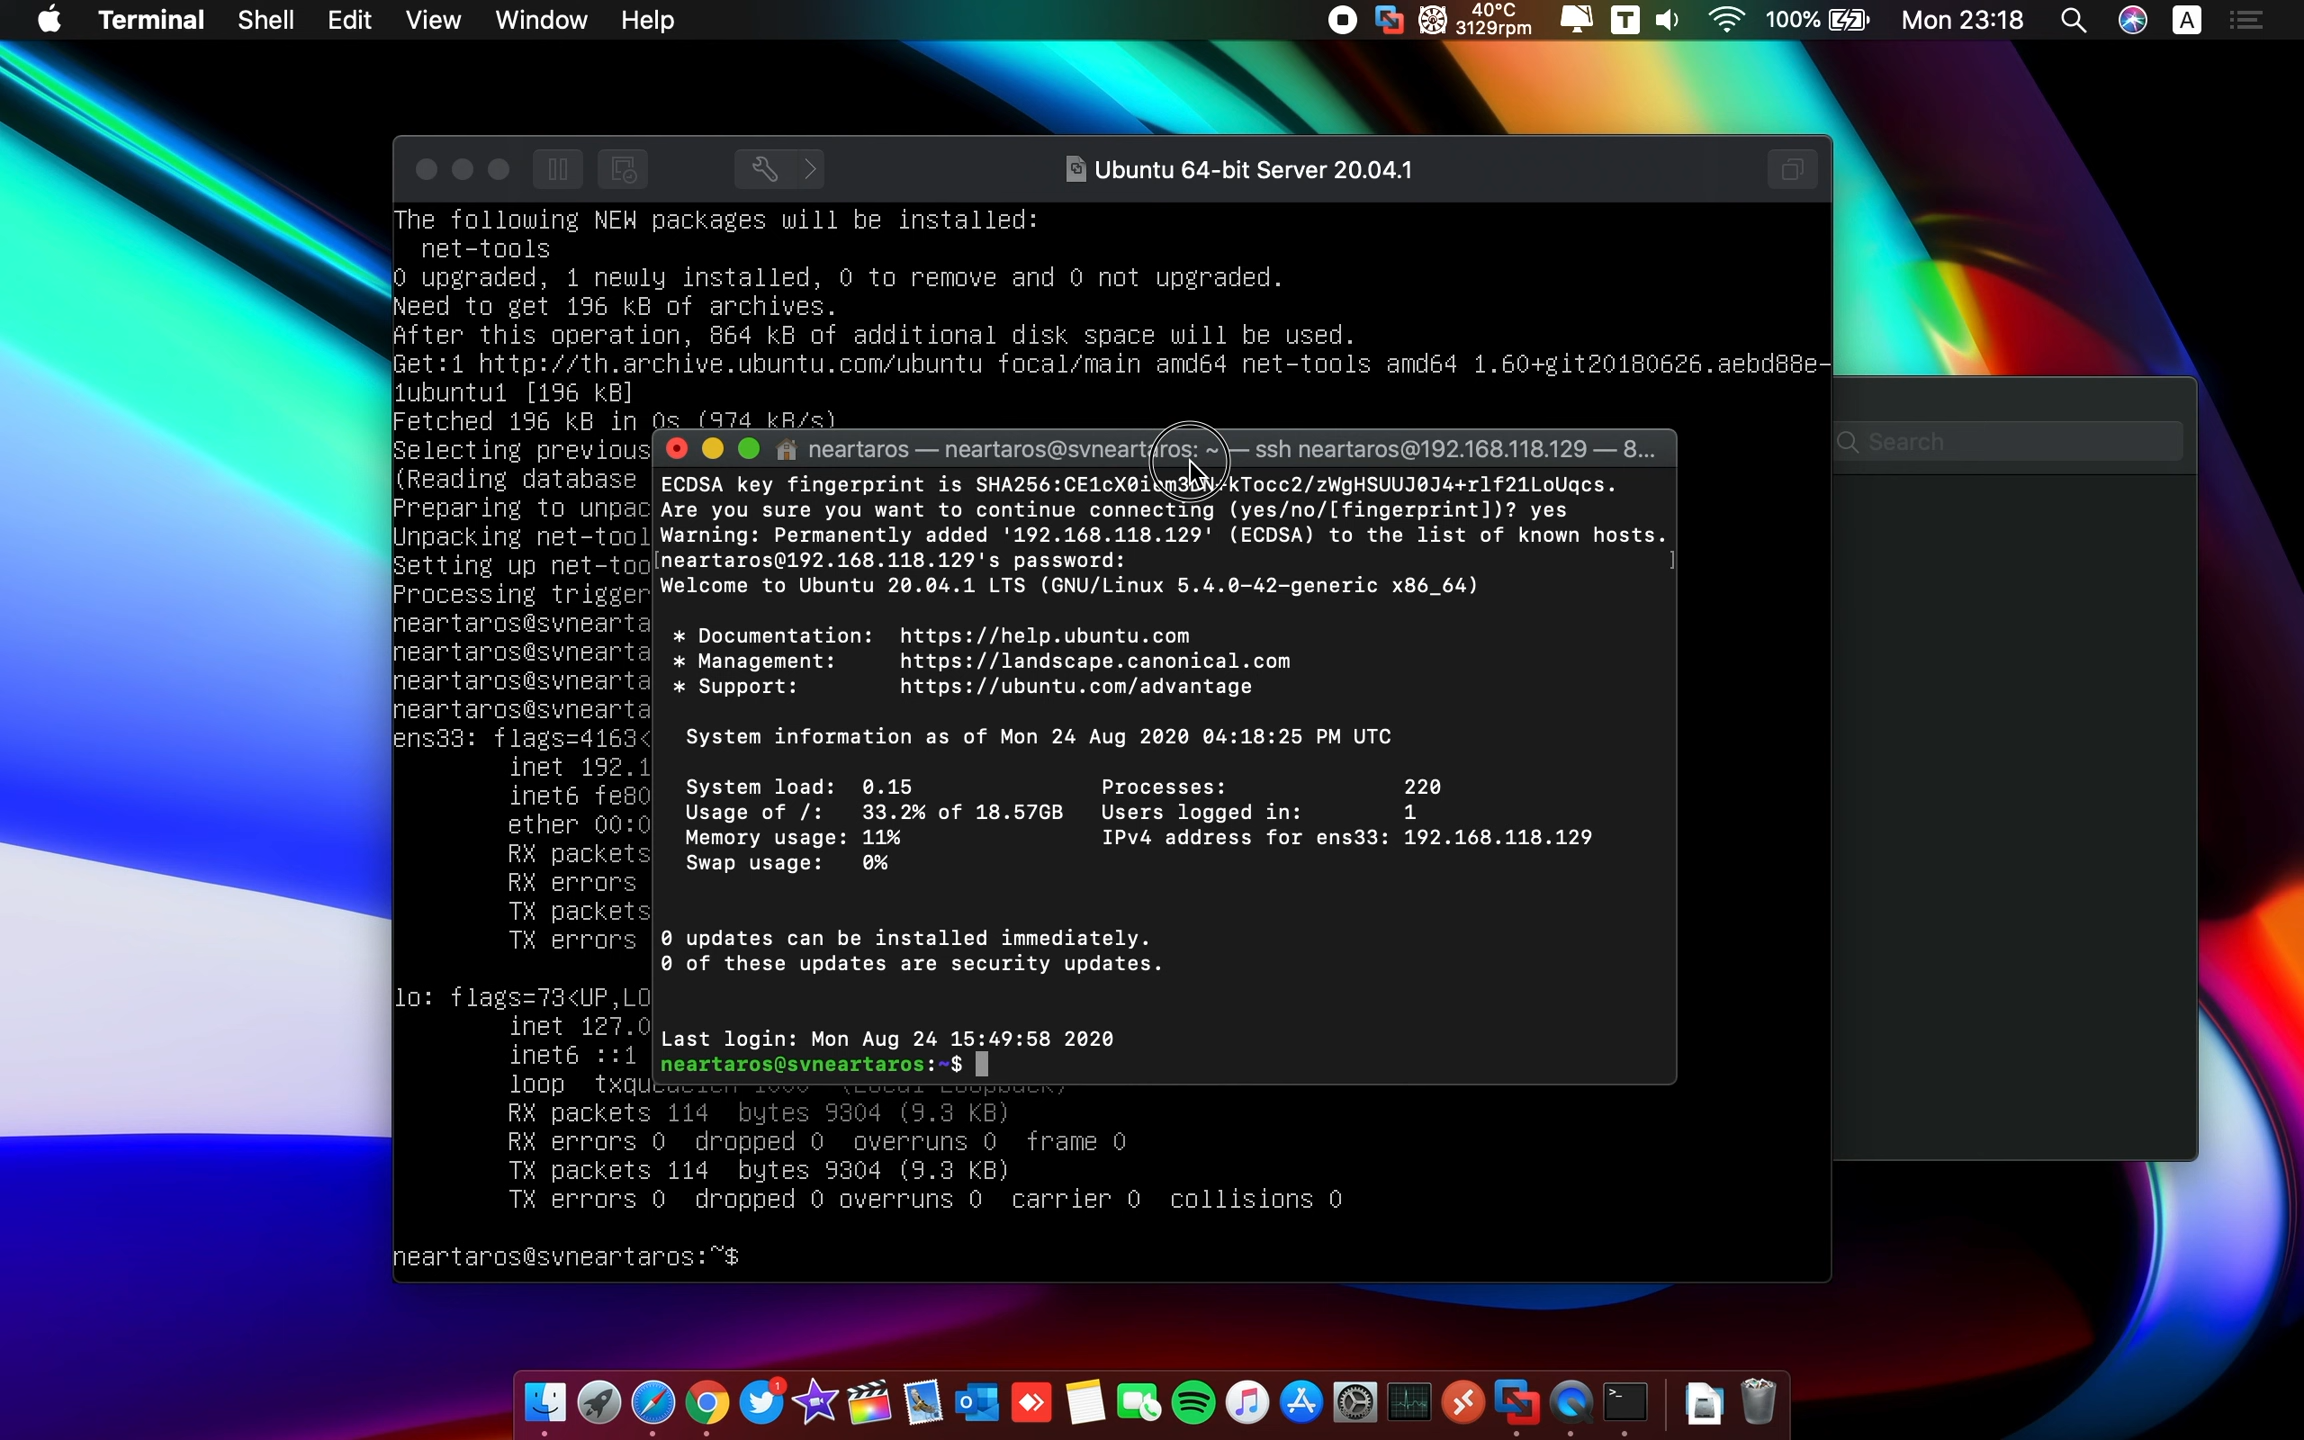 Terminal Shell Edit View Window Help 40°C 3129rpm T 100% Mon 23:18 A
Ubuntu 64-bit Server 20.04.1
The following NEW packages will be installed:
net-tools
0 upgraded, 1 newly installed, 0 to remove and 0 not upgraded.
Need to get 196 kB of archives.
After this operation, 864 kB of additional disk space will be used.
Get:1 http://th.archive.ubuntu.com/ubuntu focal/main amd64 net-tools amd64 1.60+git20180626.aebd88e-
1ubuntu1 [196 kB]
Fetched 196 kB in 0s (974 kB/s)
Selecting previous
(Reading database
Preparing to unpac
Unpacking net-tool
Setting up net-too
Processing trigger
neartaros@svnearta
neartaros@svnearta
neartaros@svnearta
neartaros@svnearta
ens33: flags=4163<
inet 192.1
inet6 fe80
ether 00:0
RX packets
RX errors
TX packets
TX errors
lo: flags=73<UP,LO
inet 127.0
inet6 ::1
loop
RX packets 114 bytes 9304 (9.3 KB)
RX errors 0 dropped 0 overruns 0 frame 0
TX packets 114 bytes 9304 (9.3 KB)
TX errors 0 dropped 0 overruns 0 carrier 0 collisions 0
neartaros@svneartaros:~$
neartaros — neartaros@svneartaros: ~ — ssh neartaros@192.168.118.129 — 8...
ECDSA key fingerprint is
Are you sure you want to continue connecting (yes/no/[fingerprint])? yes
Warning: Permanently added '192.168.118.129' (ECDSA) to the list of known hosts.
[neartaros@192.168.118.129's password: ]
Welcome to Ubuntu 20.04.1 LTS (GNU/Linux 5.4.0-42-generic x86_64)
* Documentation: https://help.ubuntu.com
* Management: https://landscape.canonical.com
* Support: https://ubuntu.com/advantage
System information as of Mon 24 Aug 2020 04:18:25 PM UTC
System load: 0.15 Processes: 220
Usage of /: 33.2% of 18.57GB Users logged in: 1
Memory usage: 11% IPv4 address for ens33: 192.168.118.129
Swap usage: 0%
0 updates can be installed immediately.
0 of these updates are security updates.
Last login: Mon Aug 24 15:49:58 2020
neartaros@svneartaros:~$
Search
1